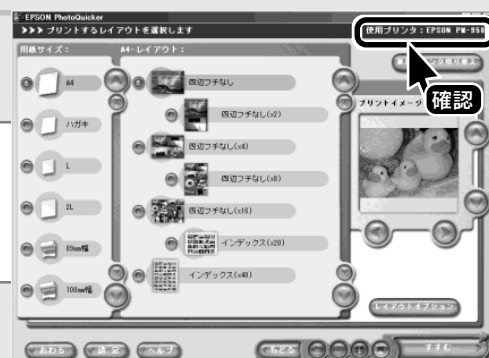 EPSON PhotoQuicker
>>> プリントするレイアウトを選択します
使用プリンタ：EPSON PM-950
用紙サイズ：
A4-レイアウト：
A4
四辺フチなし
四辺フチなし(x2)
ハガキ
四辺フチなし(x4)
L
四辺フチなし(x8)
2L
四辺フチなし(x16)
89mm幅
インデックス(x20)
100mm幅
インデックス(x40)
確認
プリントイメージ
レイアウトオプション
おわる
設定
ヘルプ
もどる
すすむ